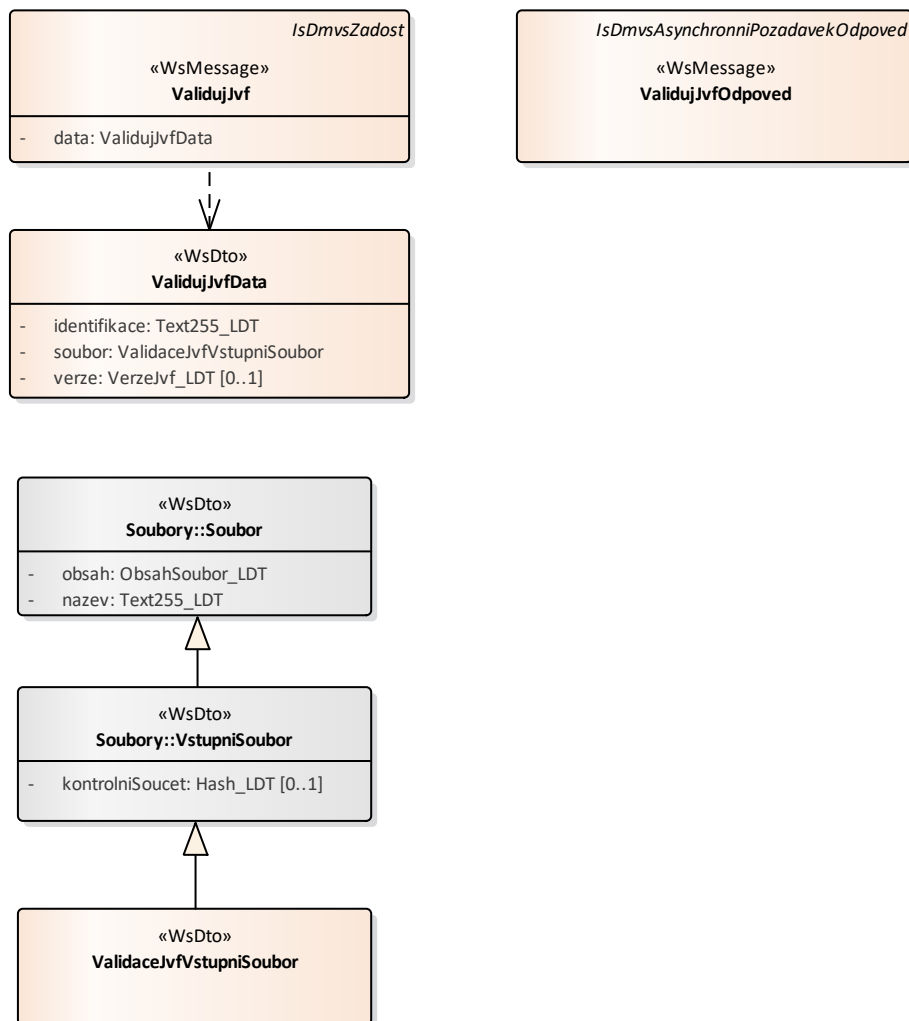 IsDmvsZadost
«WsMessage»
ValidujJvf
- data: ValidujJvfData
IsDmvsAsynchronniPozadavekOdpoved
«WsMessage»
ValidujJvfOdpoved
«WsDto»
ValidujJvfData
- identifikace: Text255_LDT
- soubor: ValidaceJvfVstupniSoubor
- verze: VerzeJvf_LDT [0..1]
«WsDto»
Soubory::Soubor
- obsah: ObsahSoubor_LDT
- nazev: Text255_LDT
«WsDto»
Soubory::VstupniSoubor
- kontrolniSoucet: Hash_LDT [0..1]
«WsDto»
ValidaceJvfVstupniSoubor